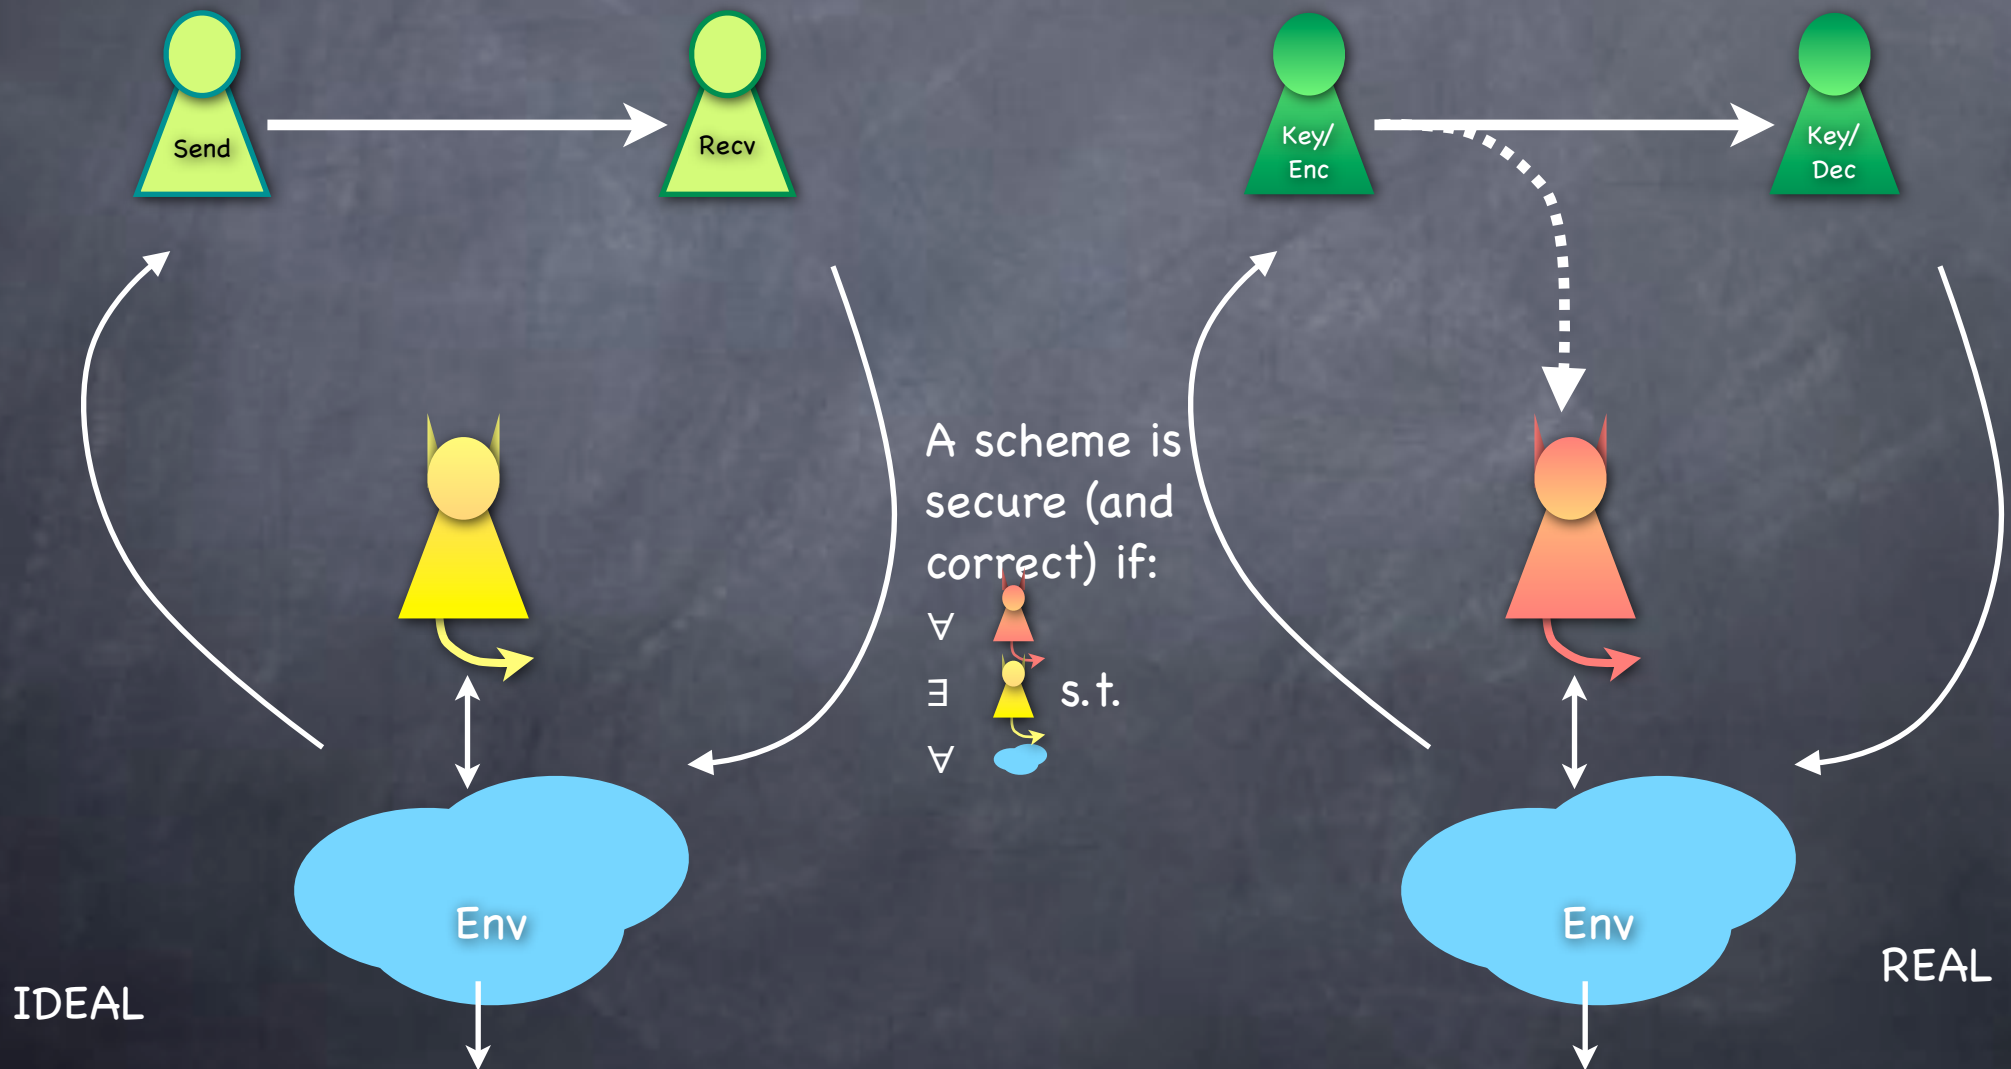 Send
Recv
Key/
Enc
Key/
Dec
A scheme is
secure (and
correct) if:
∀
∃ s.t.
∀
Env
Env
IDEAL
REAL